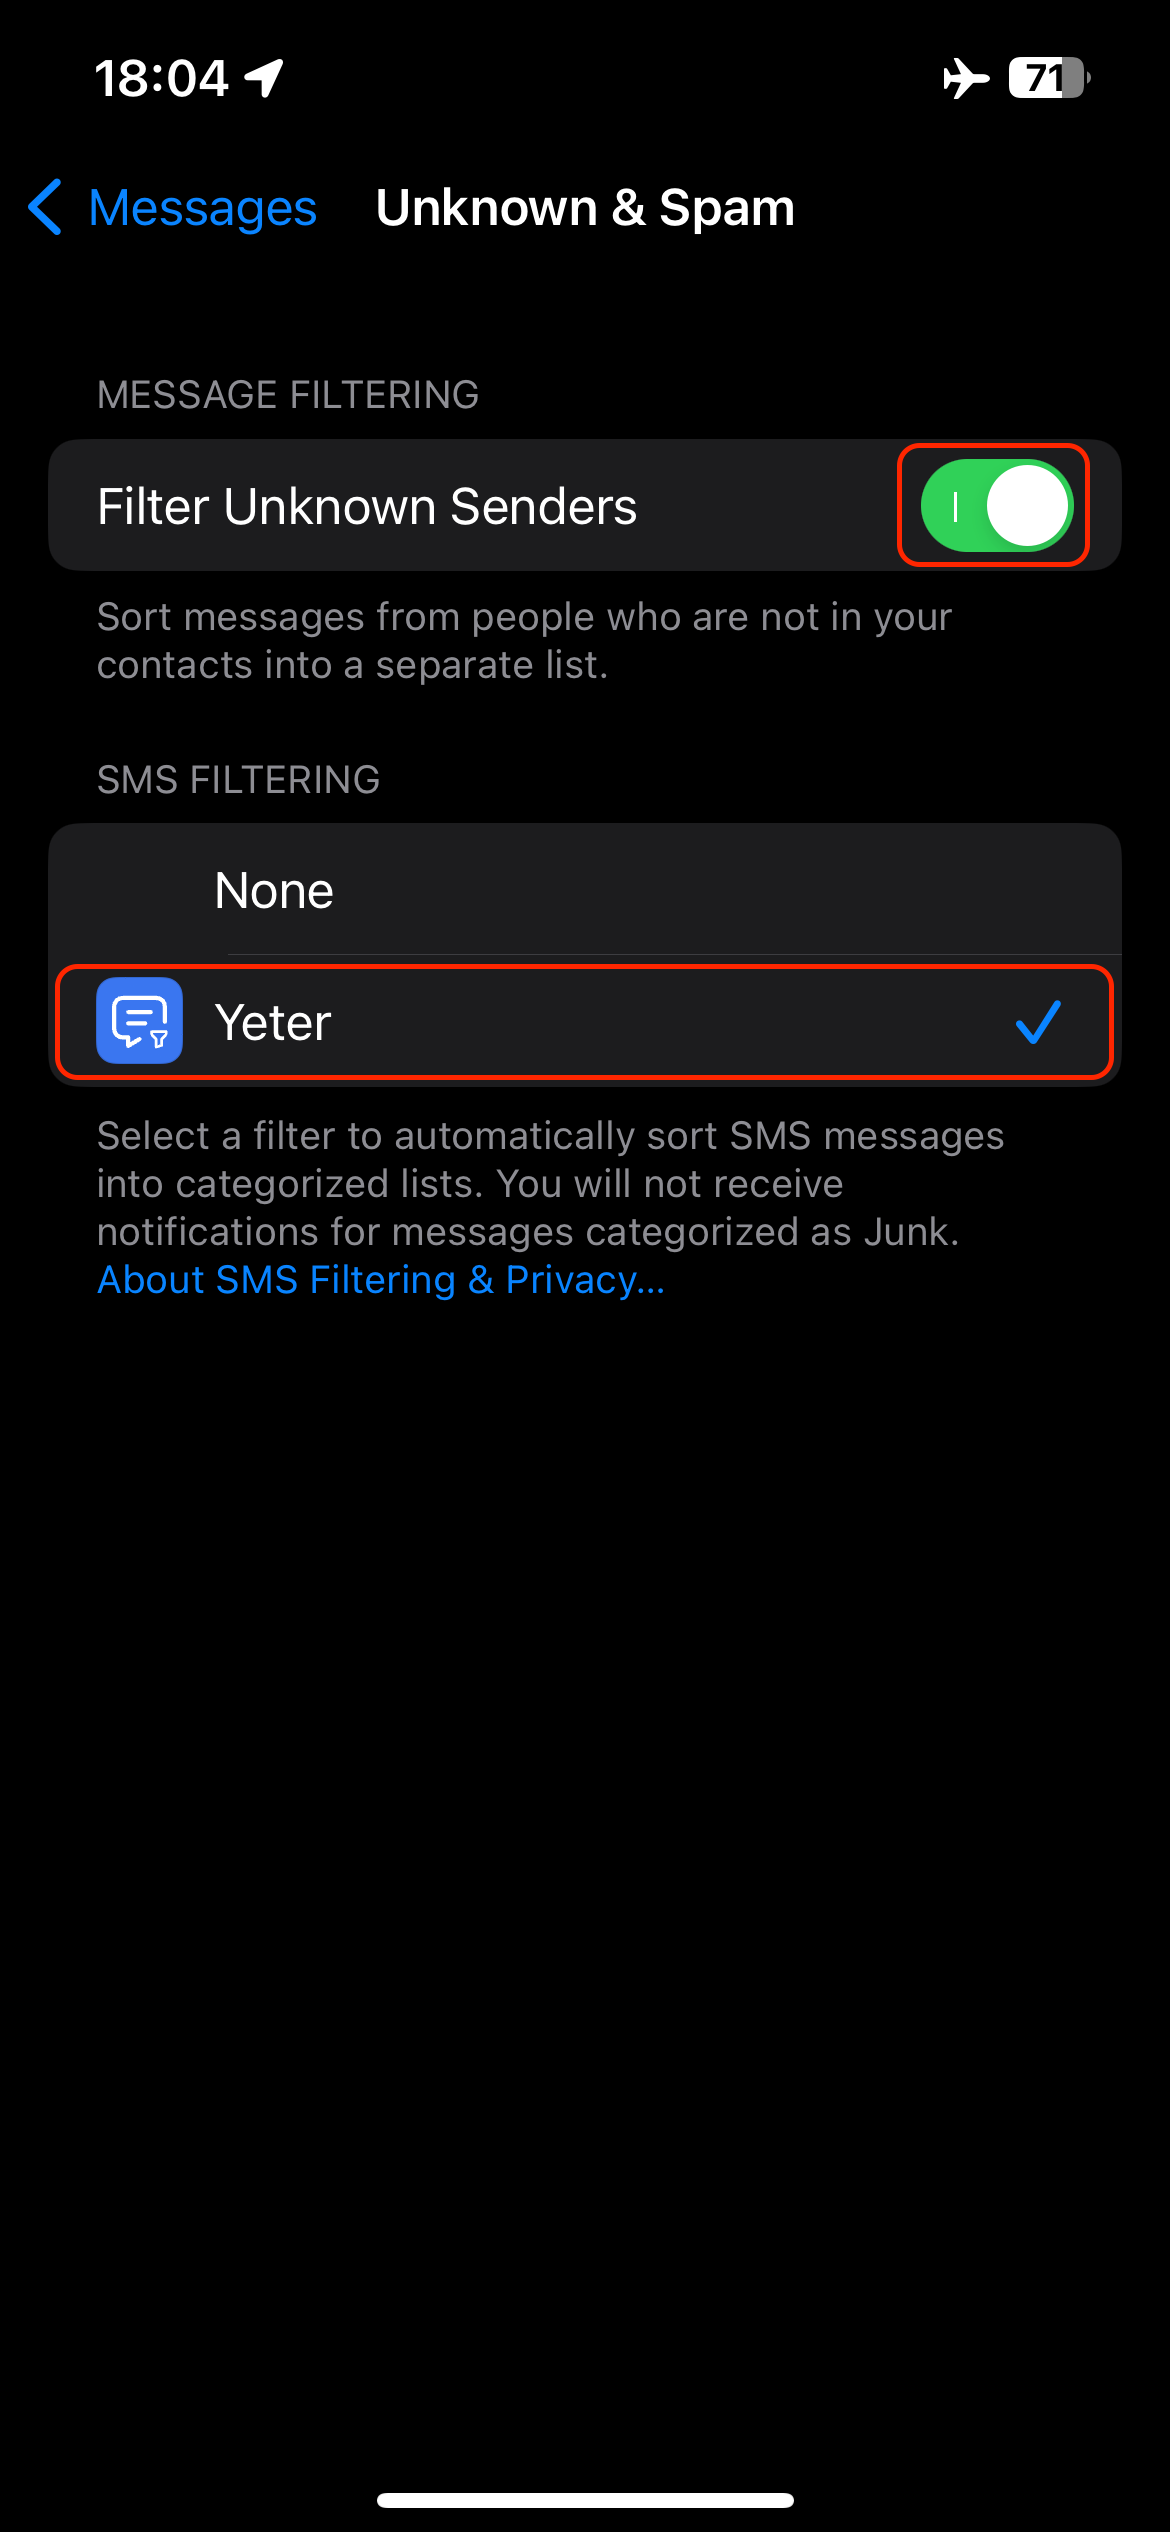 18:04 71
Messages Unknown & Spam
MESSAGE FILTERING
Filter Unknown Senders
Sort messages from people who are not in your
contacts into a separate list.
SMS FILTERING
None
Yeter
Select a filter to automatically sort SMS messages
into categorized lists. You will not receive
notifications for messages categorized as Junk.
About SMS Filtering & Privacy...